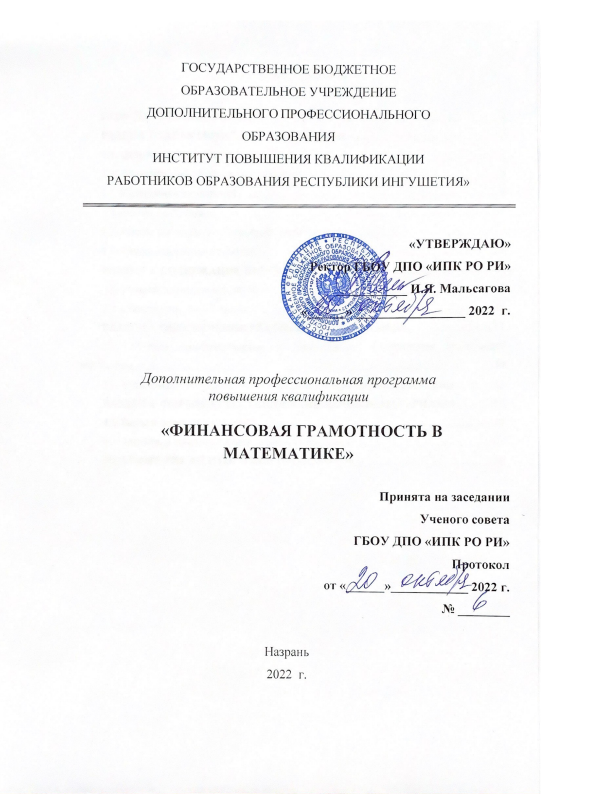 ГОСУДАРСТВЕННОЕ БЮДЖЕТНОЕ
ОБРАЗОВАТЕЛЬНОЕ УЧРЕЖДЕНИЕ
ДОПОЛНИТЕЛЬНОГО ПРОФЕССИОНАЛЬНОГО
ОБРАЗОВАНИЯ
ИНСТИТУТ ПОВЫШЕНИЯ КВАЛИФИКАЦИИ
РАБОТНИКОВ ОБРАЗОВАНИЯ РЕСПУБЛИКИ ИНГУШЕТИЯ»
«УТВЕРЖДАЮ»
Ректор ГБОУ ДПО «ИПК РО РИ»
И.Я. Мальсагова
октября 2022 г.
Дополнительная профессиональная программа
повышения квалификации
«ФИНАНСОВАЯ ГРАМОТНОСТЬ В
МАТЕМАТИКЕ»
Принята на заседании
Ученого совета
ГБОУ ДПО «ИПК РО РИ»
Протокол
от «20» октября 2022 г.
№ 6
Назрань
2022 г.